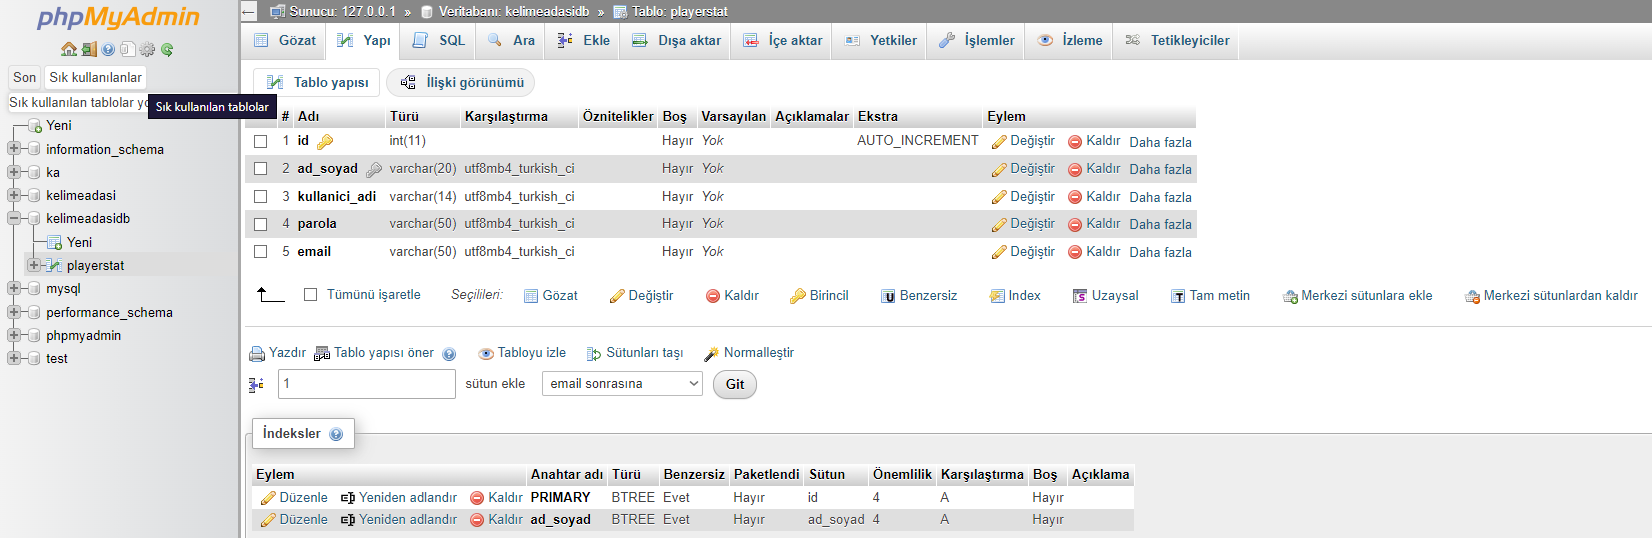 phpMyAdmin
Son Sık kullanılanlar
Sık kullanılan tablolar yo
Sık kullanılan tablolar
Yeni
information_schema
ka
kelimeadasi
kelimeadasidb
Yeni
playerstat
mysql
performance_schema
phpmyadmin
test
Sunucu: 127.0.0.1 » Veritabanı: kelimeadasidb » Tablo: playerstat
Gözat Yapı SQL Ara Ekle Dışa aktar İçe aktar Yetkiler İşlemler İzleme Tetikleyiciler
Tablo yapısı İlişki görünümü
# Adı Türü Karşılaştırma Öznitelikler Boş Varsayılan Açıklamalar Ekstra Eylem
1 id int(11) Hayır Yok AUTO_INCREMENT Değiştir Kaldır Daha fazla
2 ad_soyad varchar(20) utf8mb4_turkish_ci Hayır Yok Değiştir Kaldır Daha fazla
3 kullanici_adi varchar(14) utf8mb4_turkish_ci Hayır Yok Değiştir Kaldır Daha fazla
4 parola varchar(50) utf8mb4_turkish_ci Hayır Yok Değiştir Kaldır Daha fazla
5 email varchar(50) utf8mb4_turkish_ci Hayır Yok Değiştir Kaldır Daha fazla
Tümünü işaretle Seçilileri: Gözat Değiştir Kaldır Birincil Benzersiz Index Uzaysal Tam metin Merkezi sütunlara ekle Merkezi sütunlardan kaldır
Yazdır Tablo yapısı öner Tabloyu izle Sütunları taşı Normalleştir
1 sütun ekle email sonrasına Git
İndeksler
Eylem Anahtar adı Türü Benzersiz Paketlendi Sütun Önemlilik Karşılaştırma Boş Açıklama
Düzenle Yeniden adlandır Kaldır PRIMARY BTREE Evet Hayır id 4 A Hayır
Düzenle Yeniden adlandır Kaldır ad_soyad BTREE Evet Hayır ad_soyad 4 A Hayır